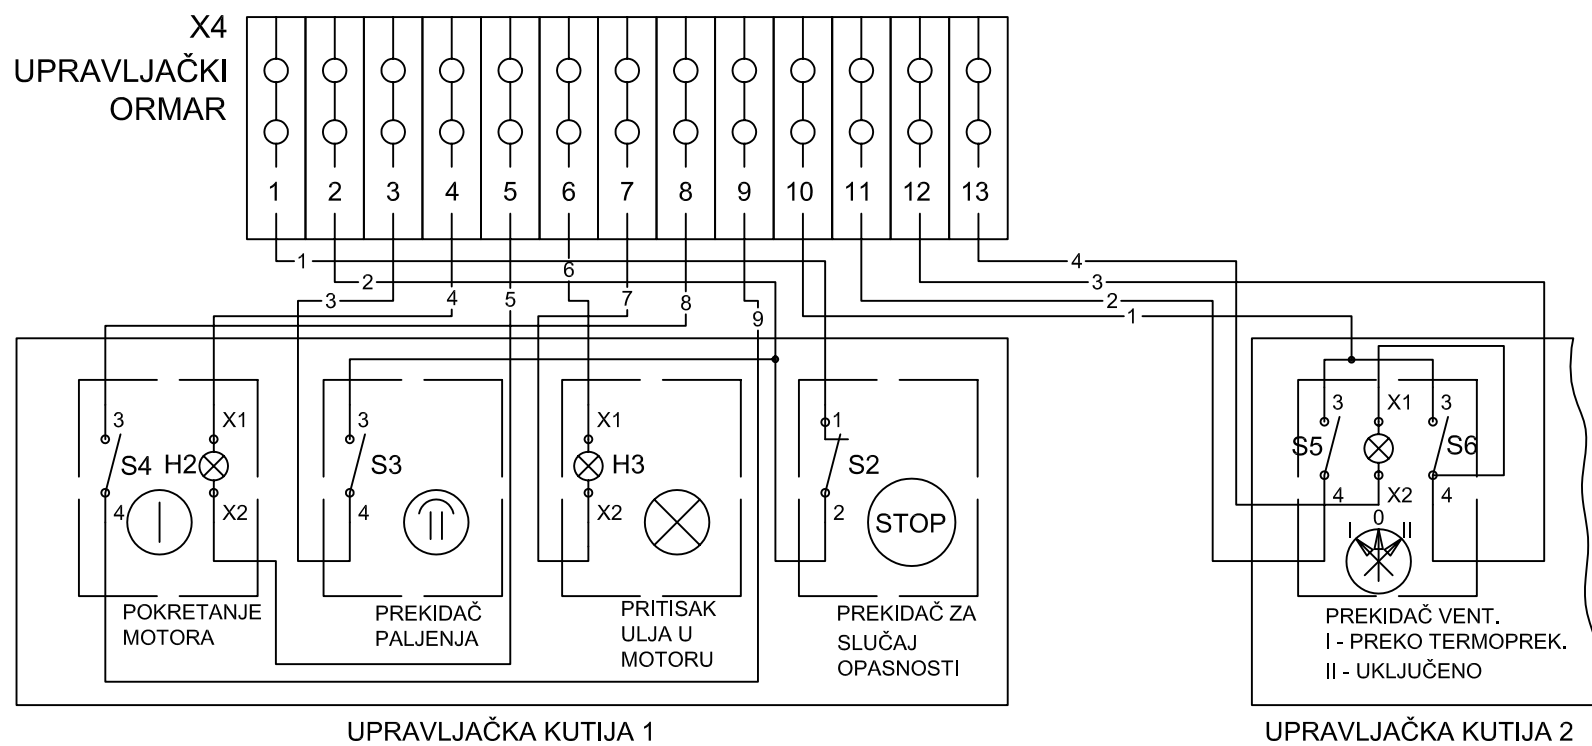 X4
UPRAVLJAČKI
ORMAR
1 2 3 4 5 6 7 8 9 10 11 12 13
1
6
4
2
3
3 4 5 7 8
2
9
1
3 X1 3 X1 1
3 X1 3
S4 H2 S3 H3 S2
S5 S6
4 X2 4 X2 2
4 X2 4
STOP
I 0 II
POKRETANJE
MOTORA
PREKIDAČ
PALJENJA
PRITISAK
ULJA U
MOTORU
PREKIDAČ ZA
SLUČAJ
OPASNOSTI
PREKIDAČ VENT.
I - PREKO TERMOPREK.
II - UKLJUČENO
UPRAVLJAČKA KUTIJA 1
UPRAVLJAČKA KUTIJA 2